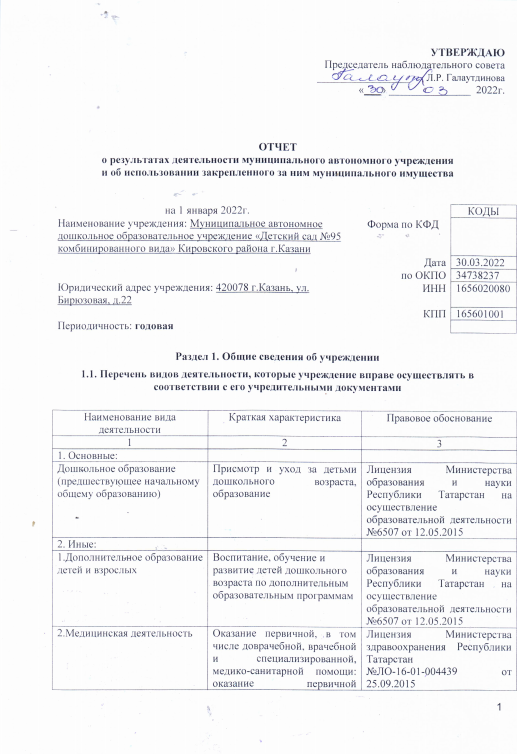 УТВЕРЖДАЮ
Председатель наблюдательного совета
Галаутд Л.Р. Галаутдинова
«30» 03 2022г.
ОТЧЕТ
о результатах деятельности муниципального автономного учреждения
и об использовании закрепленного за ним муниципального имущества
на 1 января 2022г. КОДЫ
Наименование учреждения: Муниципальное автономное Форма по КФД
дошкольное образовательное учреждение «Детский сад №95
комбинированного вида» Кировского района г.Казани
Дата 30.03.2022
по ОКПО 34738237
Юридический адрес учреждения: 420078 г.Казань, ул. ИНН 1656020080
Бирюзовая, д.22
КПП 165601001
Периодичность: годовая
Раздел 1. Общие сведения об учреждении
1.1. Перечень видов деятельности, которые учреждение вправе осуществлять в
соответствии с его учредительными документами
Наименование вида Краткая характеристика Правовое обоснование
деятельности
1 2 3
1. Основные:
Дошкольное образование Присмотр и уход за детьми Лицензия Министерства
(предшествующее начальному дошкольного возраста, образования и науки
общему образованию) образование Республики Татарстан на
осуществление
образовательной деятельности
№6507 от 12.05.2015
2. Иные:
1.Дополнительное образование Воспитание, обучение и Лицензия Министерства
детей и взрослых развитие детей дошкольного образования и науки
возраста по дополнительным Республики Татарстан на
образовательным программам осуществление
образовательной деятельности
№6507 от 12.05.2015
2.Медицинская деятельность Оказание первичной, в том Лицензия Министерства
числе доврачебной, врачебной здравоохранения Республики
и специализированной, Татарстан
медико-санитарной помощи: №ЛО-16-01-004439 от
оказание первичной 25.09.2015
1